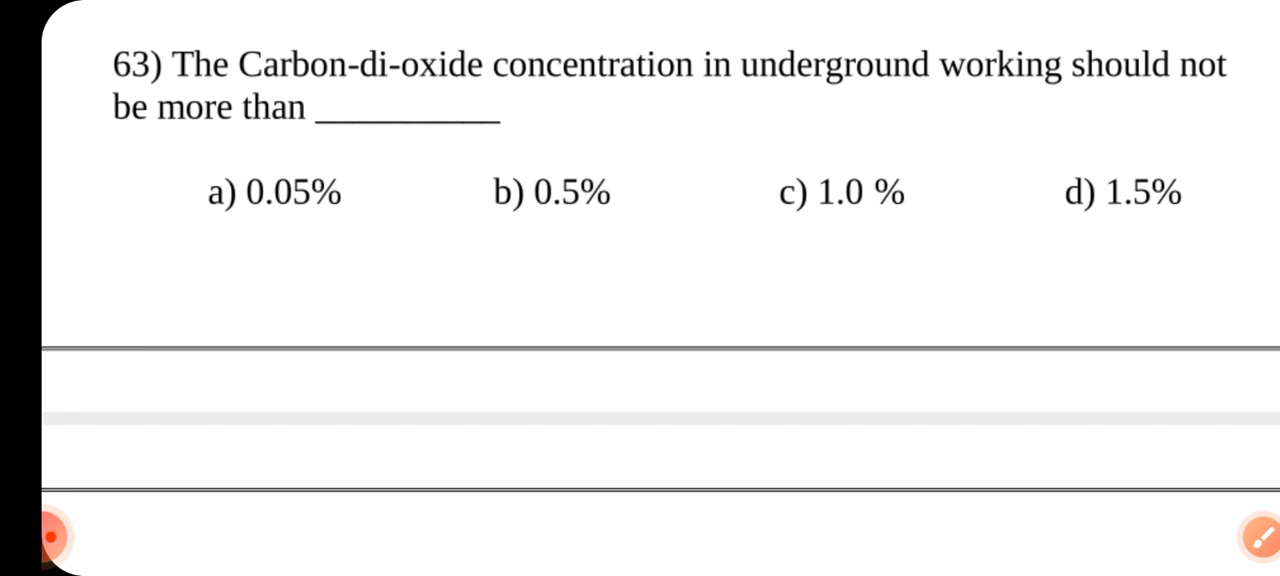 63) The Carbon-di-oxide concentration in underground working should not
be more than __________
a) 0.05% b) 0.5% c) 1.0 % d) 1.5%